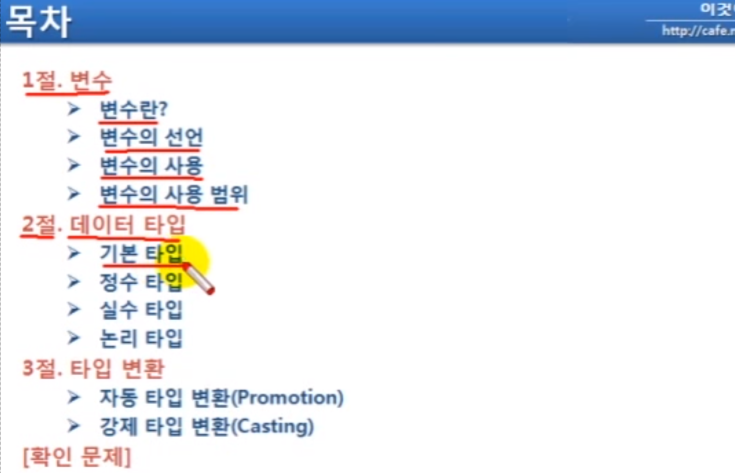 목차
이것이
http://cafe.n
1절. 변수
➢ 변수란?
➢ 변수의 선언
➢ 변수의 사용
➢ 변수의 사용 범위
2절. 데이터 타입
➢ 기본 타입
➢ 정수 타입
➢ 실수 타입
➢ 논리 타입
3절. 타입 변환
➢ 자동 타입 변환(Promotion)
➢ 강제 타입 변환(Casting)
[확인 문제]